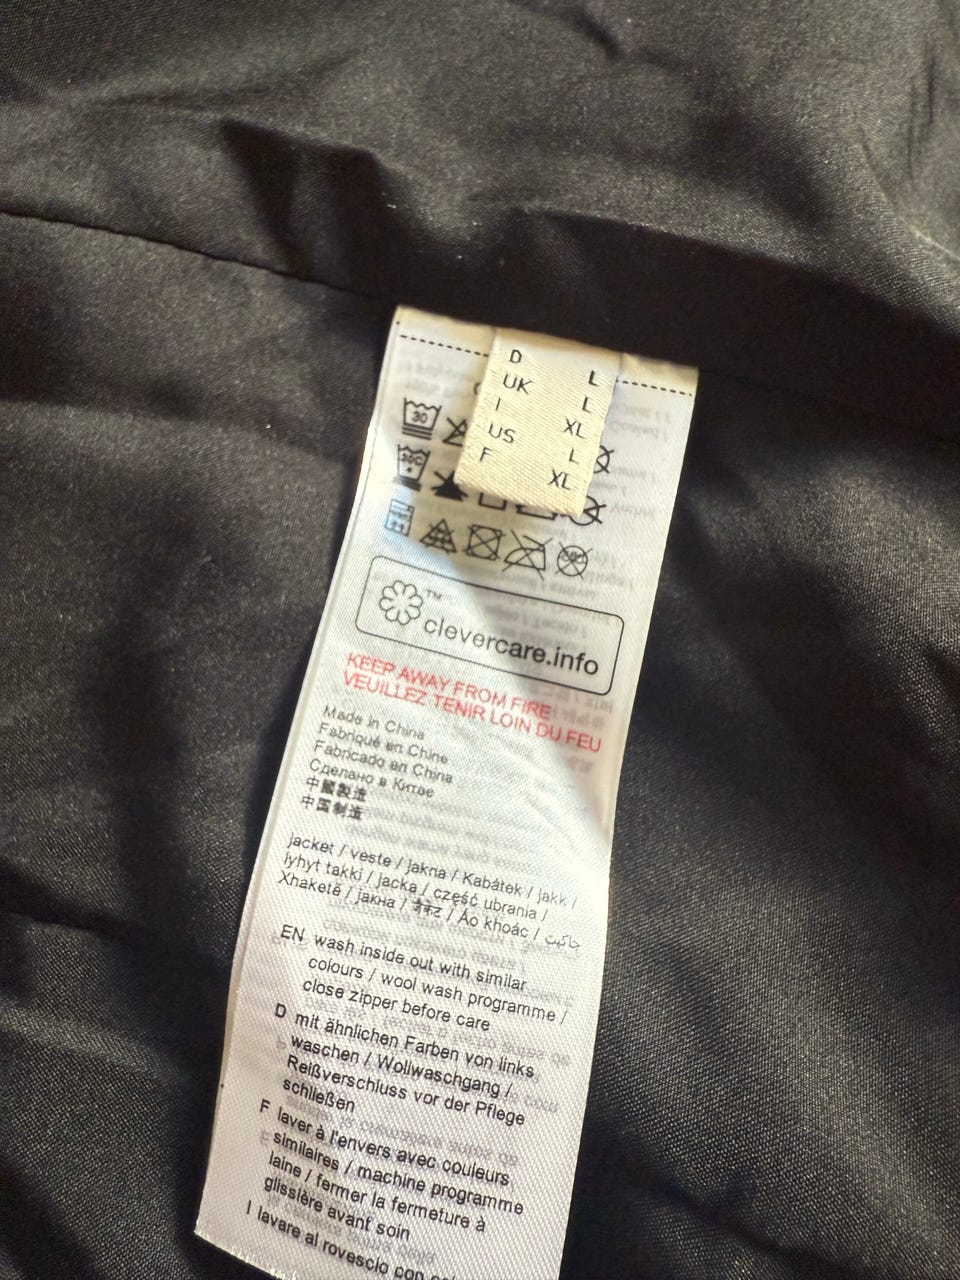 D L
UK L
I XL
US L
F XL
30
30°C
™
clevercare.info
KEEP AWAY FROM FIRE
VEUILLEZ TENIR LOIN DU FEU
Made in China
Fabriqué en Chine
Fabricado en China
Сделано в Китае
中國製造
中国制造
jacket / veste / jakna / Kabátek / jakk /
lyhyt takki / jacka / część ubrania /
Xhaketë / јакна / जैकेट / Áo khoác / جاكيت
EN wash inside out with similar
colours / wool wash programme /
close zipper before care
D mit ähnlichen Farben von links
waschen / Wollwaschgang /
Reißverschluss vor der Pflege
schließen
F laver à l'envers avec couleurs
similaires / machine programme
laine / fermer la fermeture à
glissière avant soin
I lavare al rovescio con